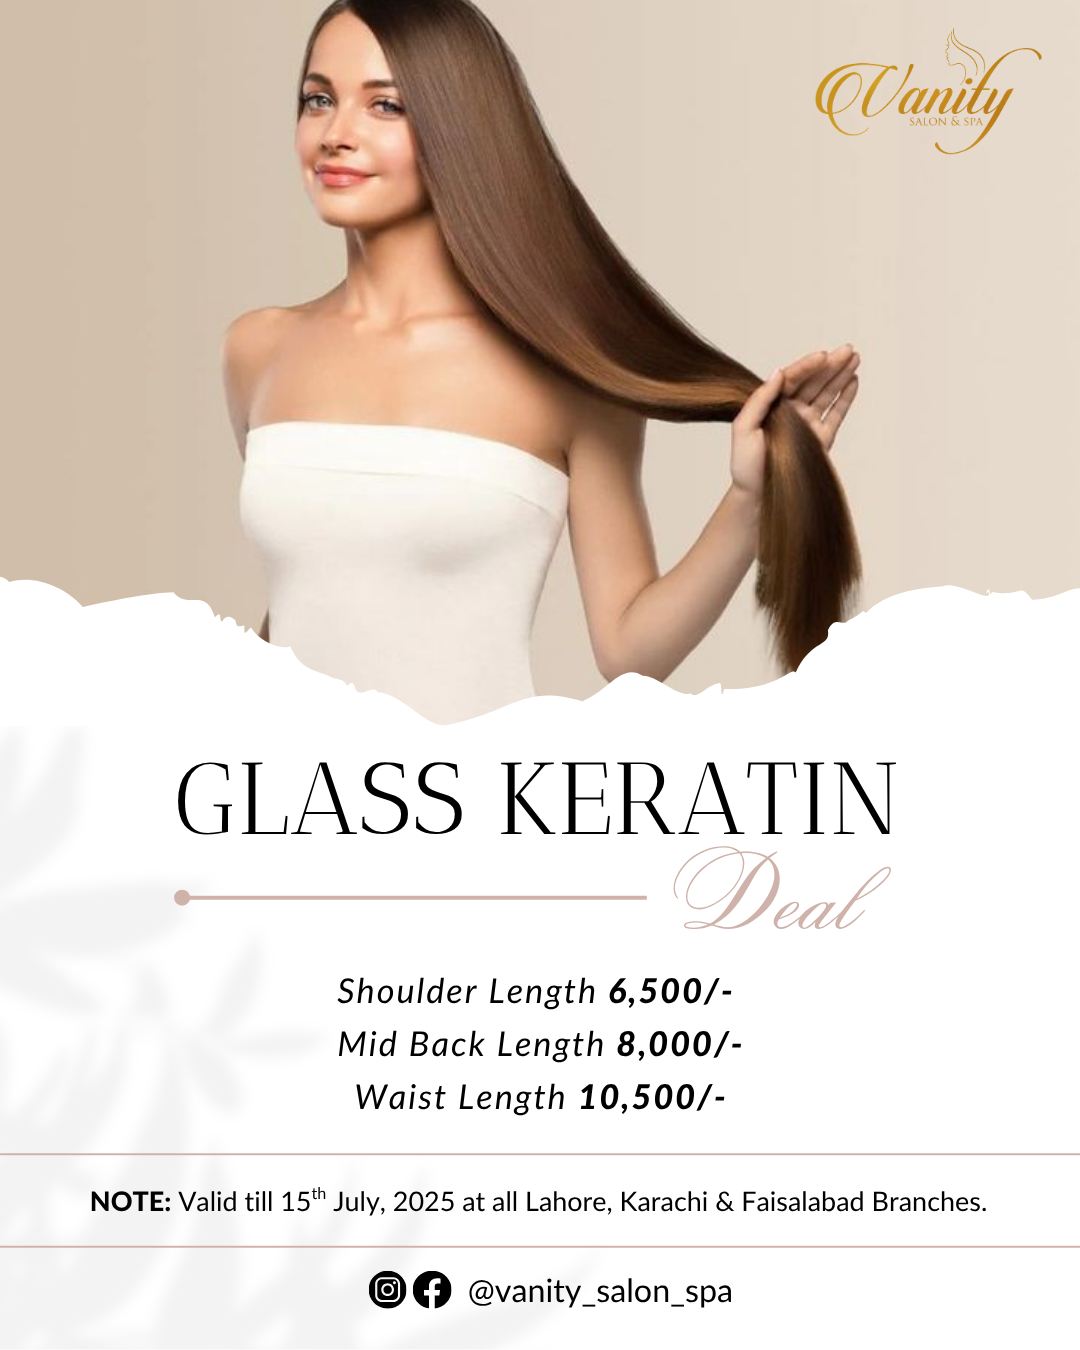 Vanity
SALON & SPA
GLASS KERATIN
Deal
Shoulder Length 6,500/-
Mid Back Length 8,000/-
Waist Length 10,500/-
NOTE: Valid till 15th July, 2025 at all Lahore, Karachi & Faisalabad Branches.
@vanity_salon_spa